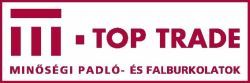 TOP TRADE
MINŐSÉGI PADLÓ- ÉS FALBURKOLATOK